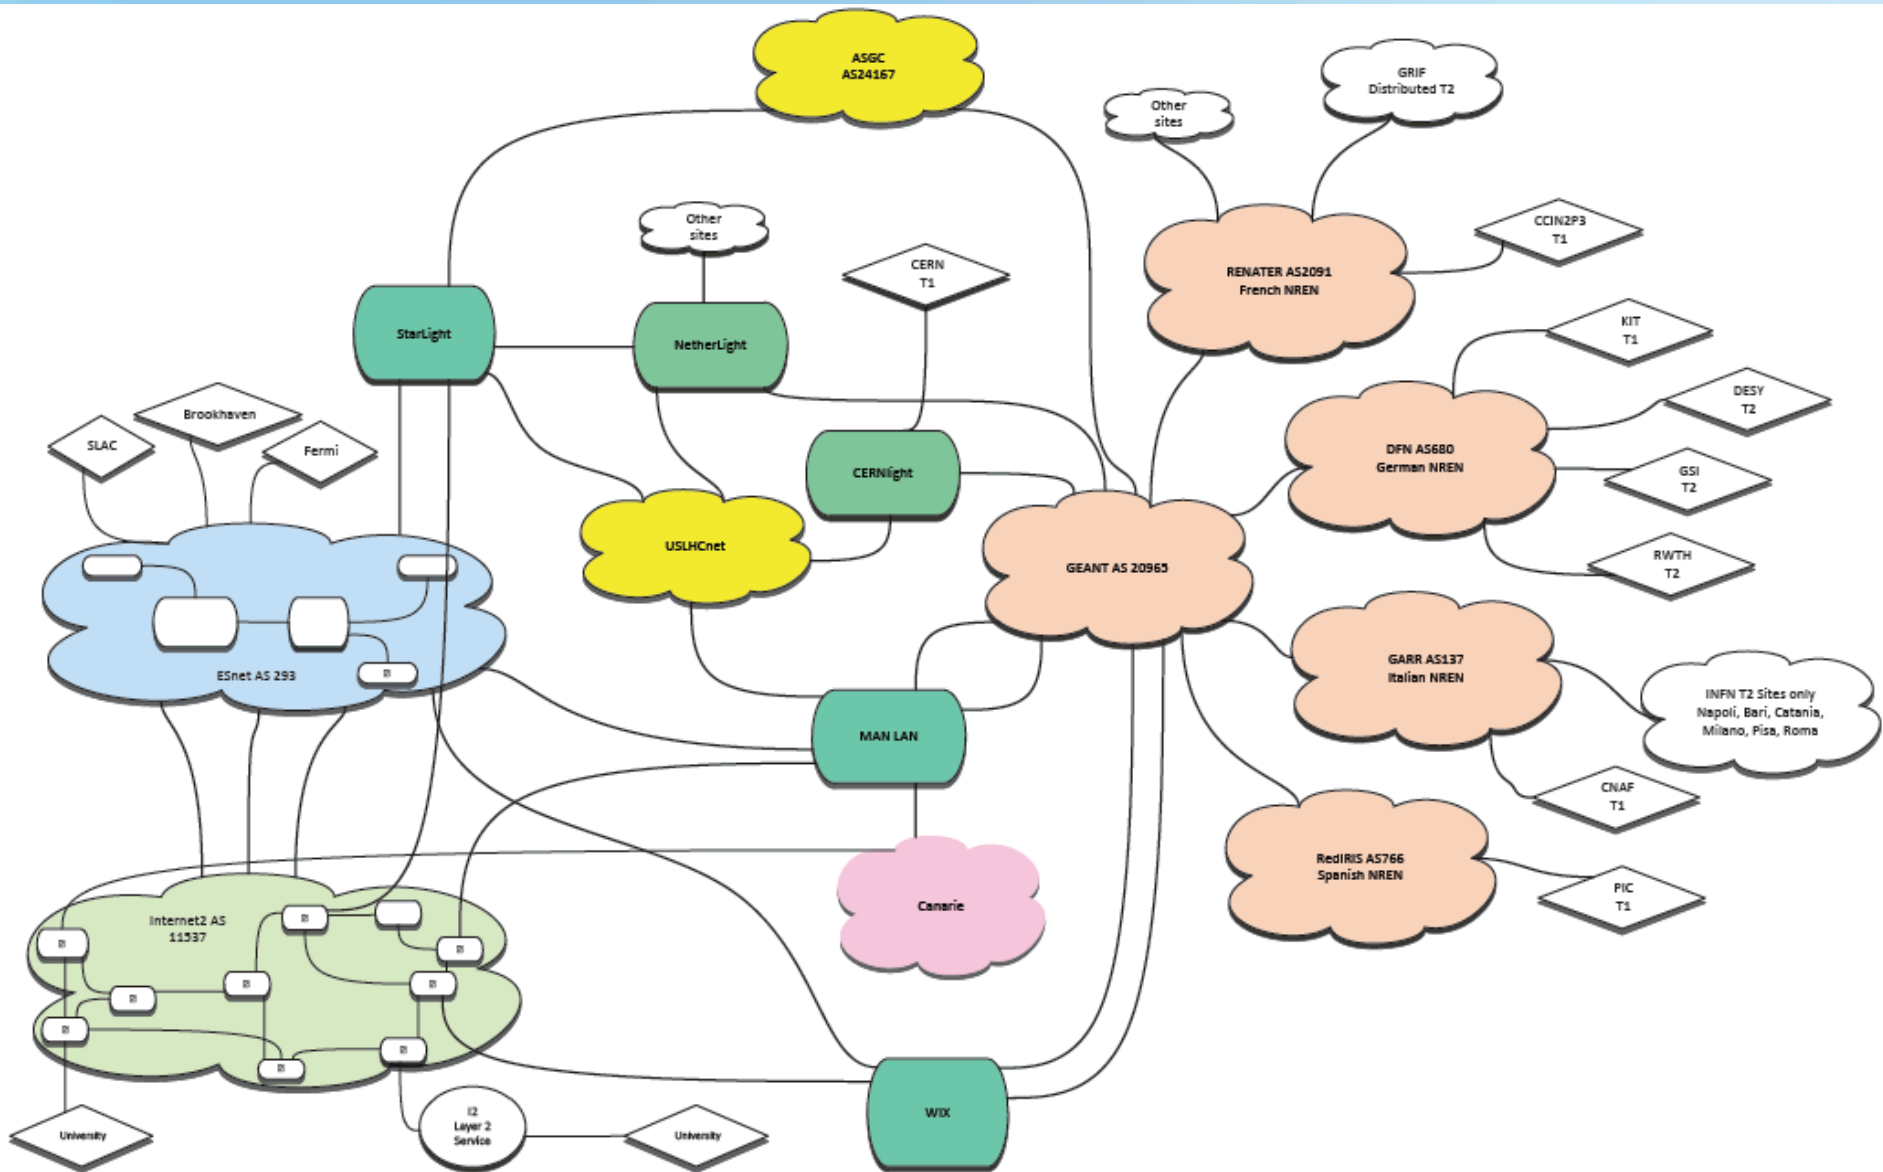 ASGC
AS24167
GRIF
Distributed T2
Other
sites
Other
sites
CCIN2P3
T1
CERN
T1
RENATER AS2091
French NREN
StarLight
NetherLight
KIT
T1
DESY
T2
Brookhaven
SLAC
Fermi
DFN AS680
German NREN
CERNlight
GSI
T2
USLHCnet
GEANT AS 20965
RWTH
T2
ESnet AS 293
GARR AS137
Italian NREN
INFN T2 Sites only
Napoli, Bari, Catania,
Milano, Pisa, Roma
MAN LAN
CNAF
T1
RedIRIS AS766
Spanish NREN
PIC
T1
Canarie
Internet2 AS
11537
WIX
I2
Layer 2
Service
University
University